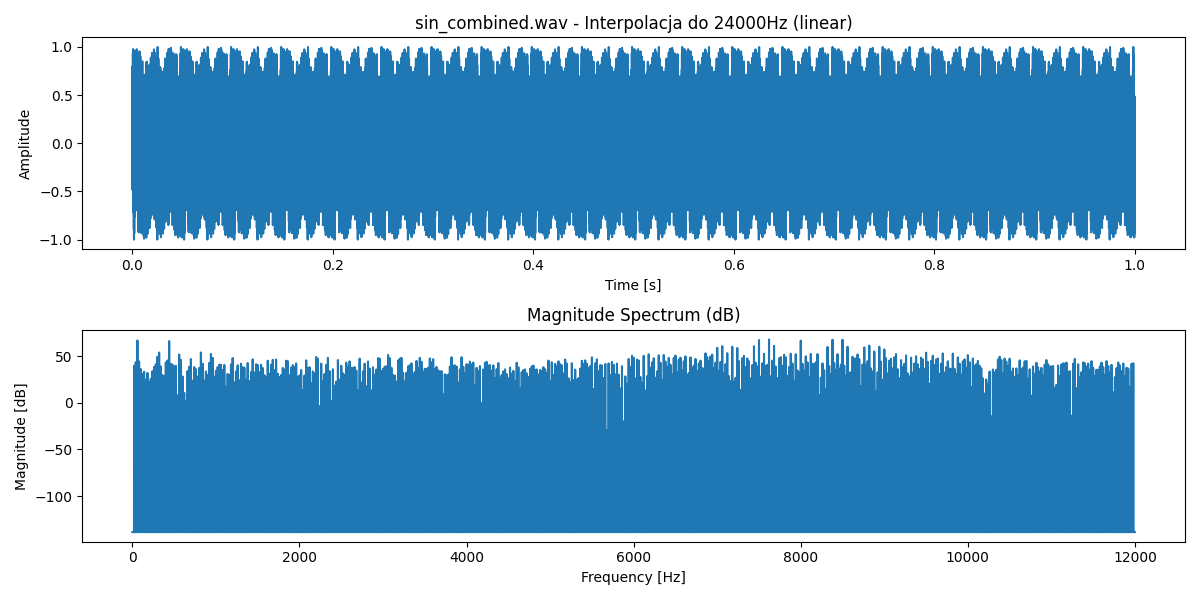 sin_combined.wav - Interpolacja do 24000Hz (linear)
1.0
0.5
0.0
−0.5
−1.0
Amplitude
0.0 0.2 0.4 0.6 0.8 1.0
Time [s]
Magnitude Spectrum (dB)
50
0
−50
−100
Magnitude [dB]
0 2000 4000 6000 8000 10000 12000
Frequency [Hz]